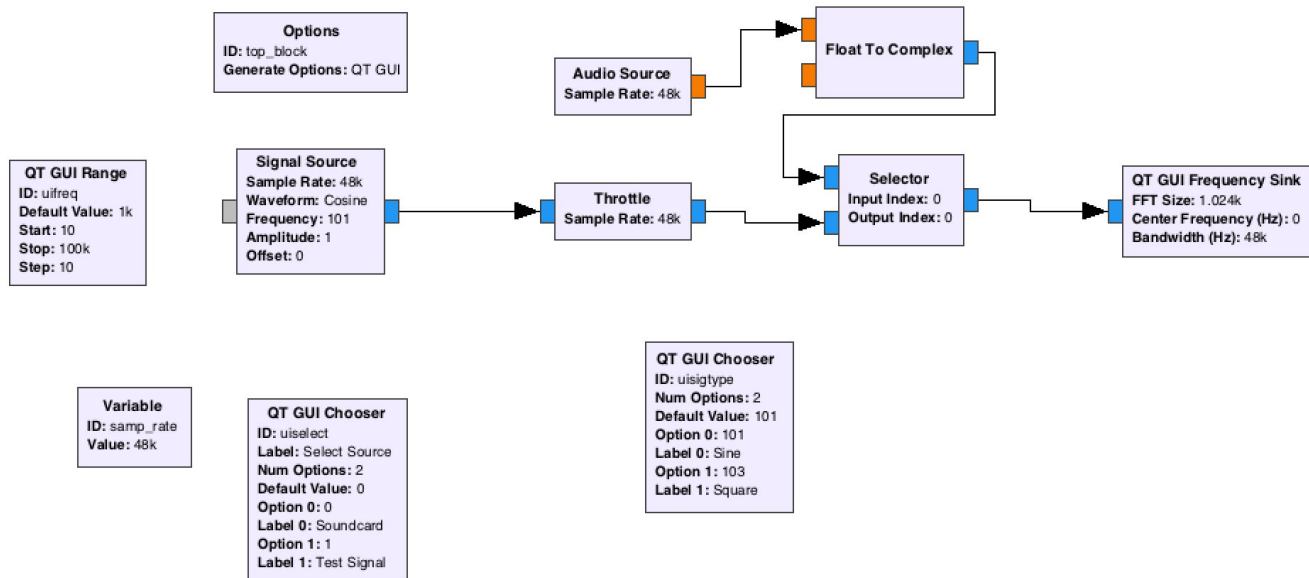 Options
ID: top_block
Generate Options: QT GUI
Audio Source
Sample Rate: 48k
Float To Complex
QT GUI Range
ID: uifreq
Default Value: 1k
Start: 10
Stop: 100k
Step: 10
Signal Source
Sample Rate: 48k
Waveform: Cosine
Frequency: 101
Amplitude: 1
Offset: 0
Throttle
Sample Rate: 48k
Selector
Input Index: 0
Output Index: 0
QT GUI Frequency Sink
FFT Size: 1.024k
Center Frequency (Hz): 0
Bandwidth (Hz): 48k
Variable
ID: samp_rate
Value: 48k
QT GUI Chooser
ID: uiselect
Label: Select Source
Num Options: 2
Default Value: 0
Option 0: 0
Label 0: Soundcard
Option 1: 1
Label 1: Test Signal
QT GUI Chooser
ID: uisigtype
Num Options: 2
Default Value: 101
Option 0: 101
Label 0: Sine
Option 1: 103
Label 1: Square